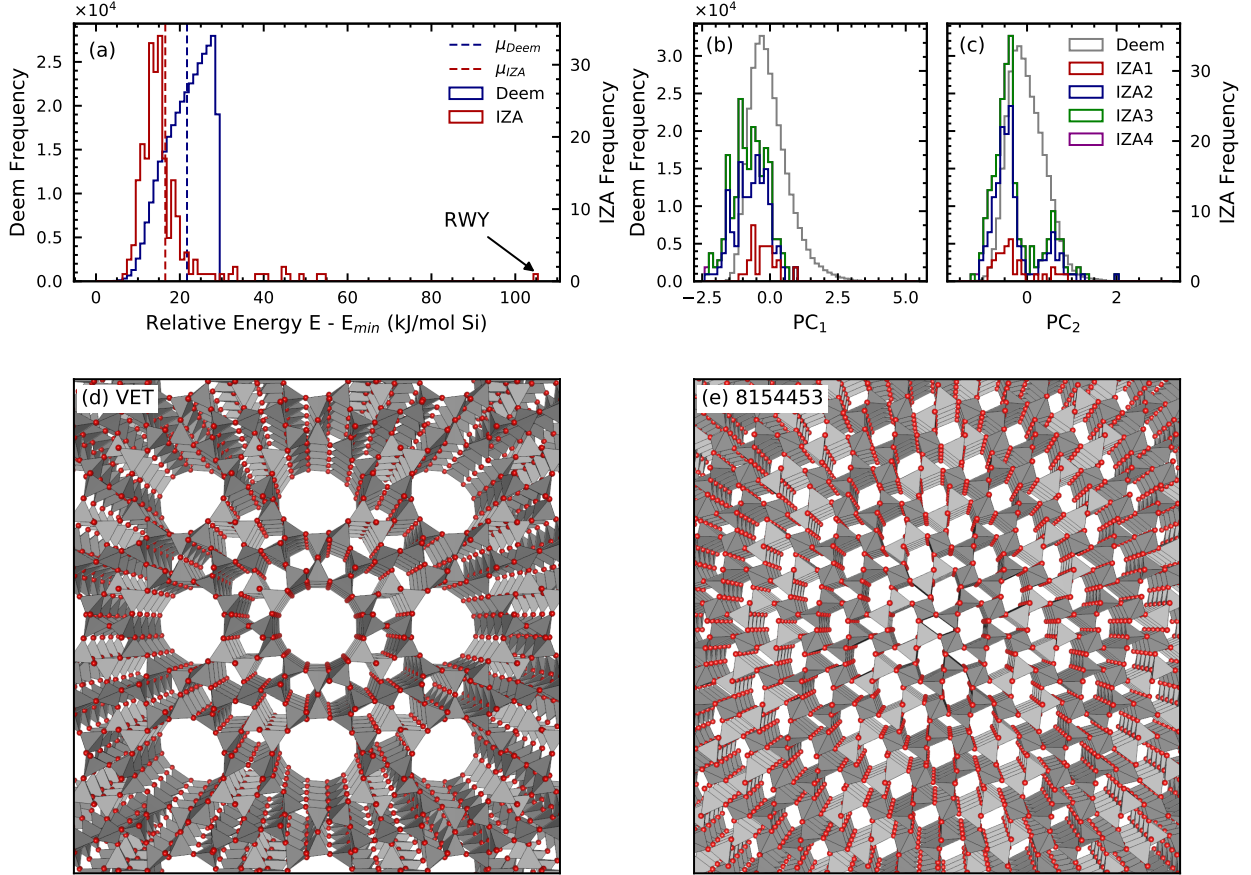 ×10⁴
(a)
μ_Deem
μ_IZA
Deem
IZA
RWY
Deem Frequency
2.5
2.0
1.5
1.0
0.5
0.0
30
20
10
0
IZA Frequency
0 20 40 60 80 100
Relative Energy E - E_min (kJ/mol Si)
×10⁴
(b)
Deem Frequency
3.0
2.5
2.0
1.5
1.0
0.5
0.0
−2.5 0.0 2.5 5.0
PC₁
(c)
Deem
IZA1
IZA2
IZA3
IZA4
30
20
10
0
IZA Frequency
0 2
PC₂
(d) VET
(e) 8154453